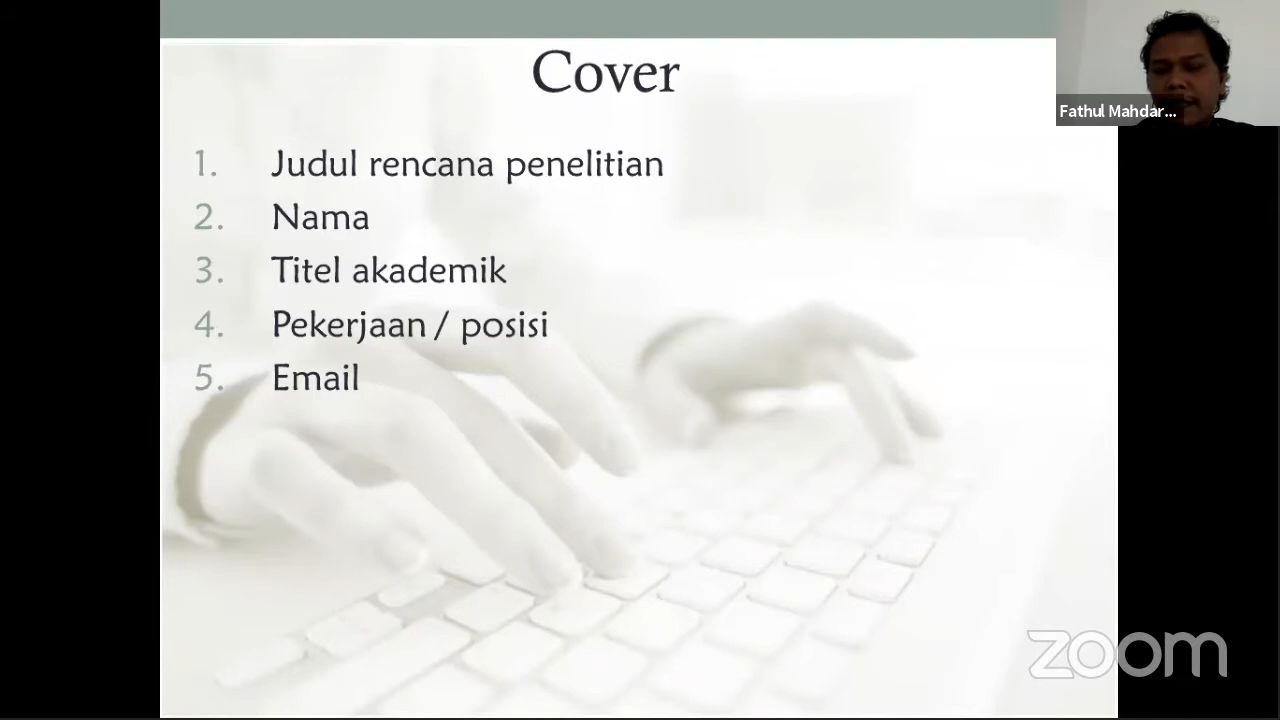 Cover
Fathul Mahdar...
1. Judul rencana penelitian
2. Nama
3. Titel akademik
4. Pekerjaan / posisi
5. Email
zoom